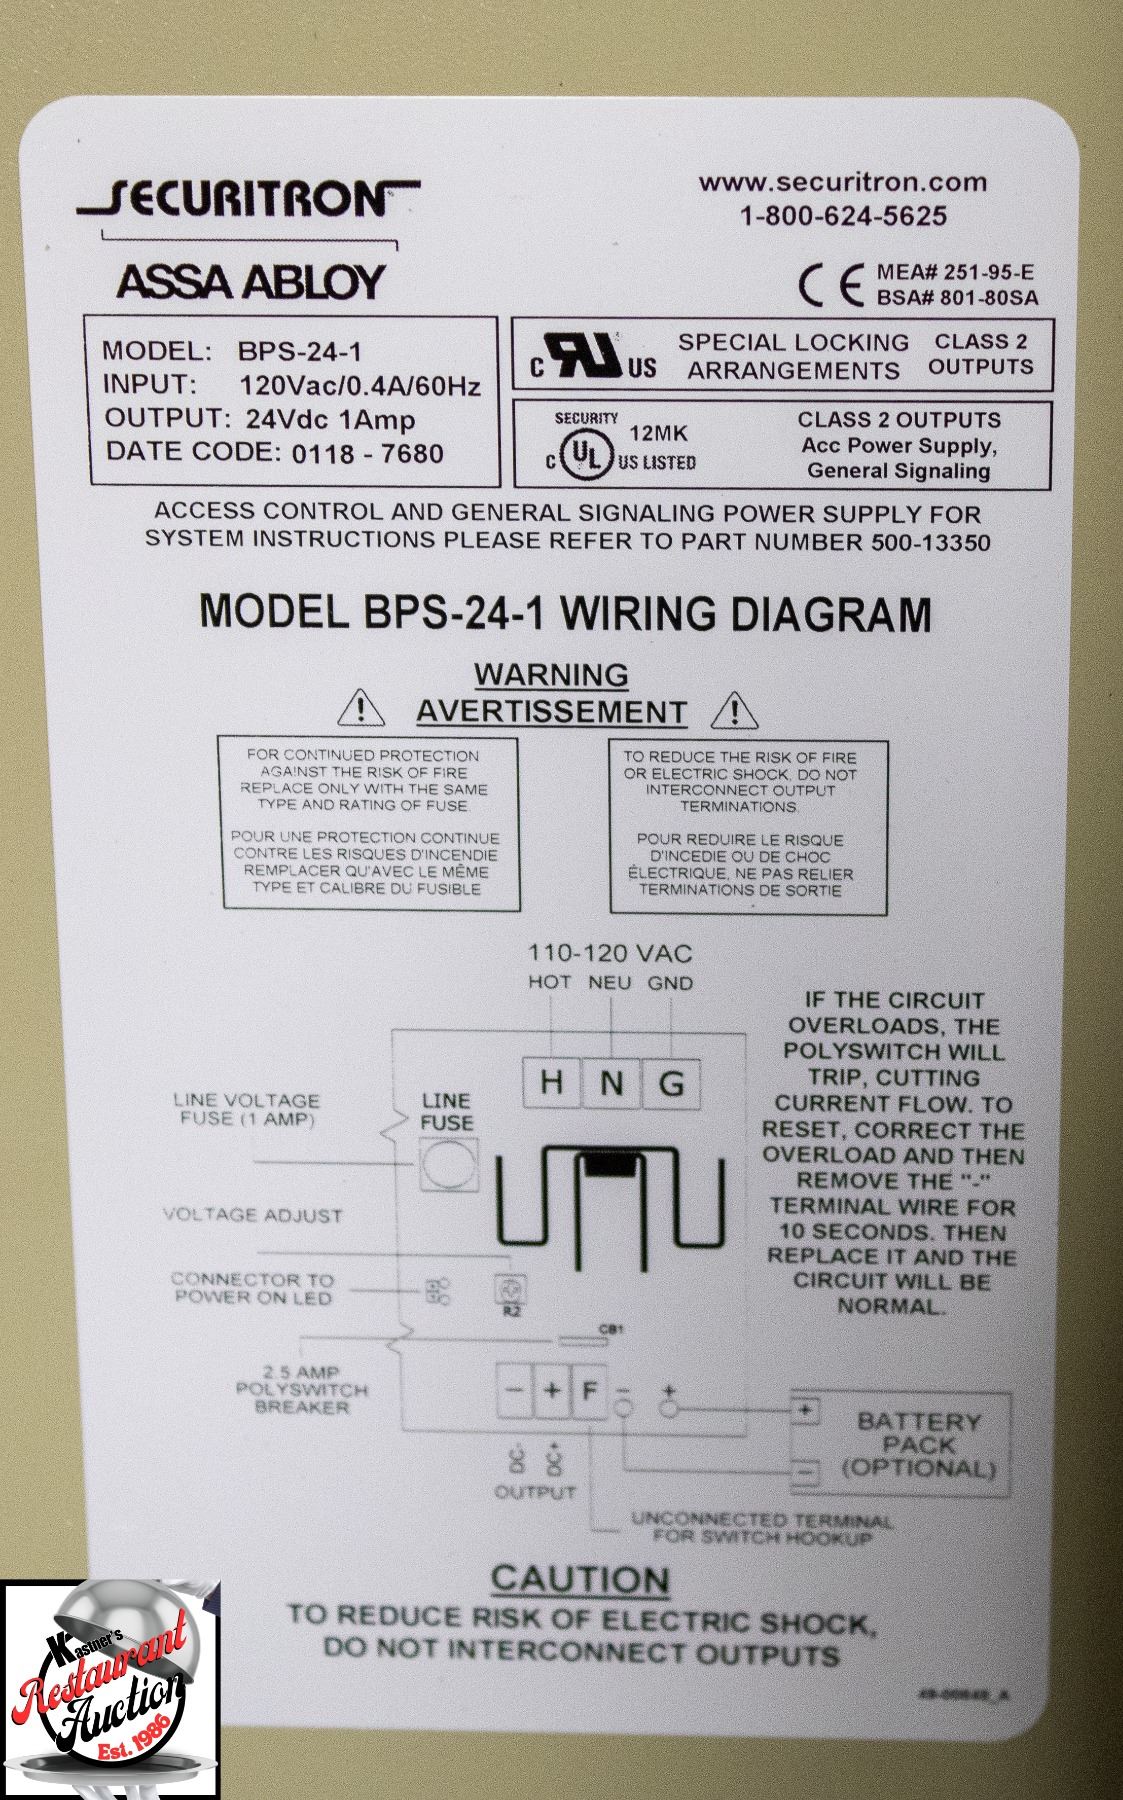 SECURITRON
ASSA ABLOY
www.securitron.com
1-800-624-5625
CE MEA# 251-95-E
BSA# 801-80SA
MODEL: BPS-24-1
INPUT: 120Vac/0.4A/60Hz
OUTPUT: 24Vdc 1Amp
DATE CODE: 0118 - 7680
C RU US
SPECIAL LOCKING
ARRANGEMENTS
CLASS 2
OUTPUTS
SECURITY
C UL US LISTED
12MK
CLASS 2 OUTPUTS
Acc Power Supply,
General Signaling
ACCESS CONTROL AND GENERAL SIGNALING POWER SUPPLY FOR
SYSTEM INSTRUCTIONS PLEASE REFER TO PART NUMBER 500-13350
MODEL BPS-24-1 WIRING DIAGRAM
WARNING
! AVERTISSEMENT !
FOR CONTINUED PROTECTION
AGAINST THE RISK OF FIRE
REPLACE ONLY WITH THE SAME
TYPE AND RATING OF FUSE.
POUR UNE PROTECTION CONTINUE
CONTRE LES RISQUES D'INCENDIE
REMPLACER QU'AVEC LE MÊME
TYPE ET CALIBRE DU FUSIBLE
TO REDUCE THE RISK OF FIRE
OR ELECTRIC SHOCK, DO NOT
INTERCONNECT OUTPUT
TERMINATIONS.
POUR REDUIRE LE RISQUE
D'INCEDIE OU DE CHOC
ÉLECTRIQUE, NE PAS RELIER
TERMINATIONS DE SORTIE
110-120 VAC
HOT NEU GND
H N G
LINE VOLTAGE
FUSE (1 AMP)
LINE
FUSE
VOLTAGE ADJUST
CONNECTOR TO
POWER ON LED
R2
CB1
2.5 AMP
POLYSWITCH
BREAKER
- + F - +
DC- DC+
OUTPUT
+
-
BATTERY
PACK
(OPTIONAL)
UNCONNECTED TERMINAL
FOR SWITCH HOOKUP
IF THE CIRCUIT
OVERLOADS, THE
POLYSWITCH WILL
TRIP, CUTTING
CURRENT FLOW. TO
RESET, CORRECT THE
OVERLOAD AND THEN
REMOVE THE "-"
TERMINAL WIRE FOR
10 SECONDS. THEN
REPLACE IT AND THE
CIRCUIT WILL BE
NORMAL.
CAUTION
TO REDUCE RISK OF ELECTRIC SHOCK,
DO NOT INTERCONNECT OUTPUTS
Kastner's
Restaurant
Auction
Est. 1986